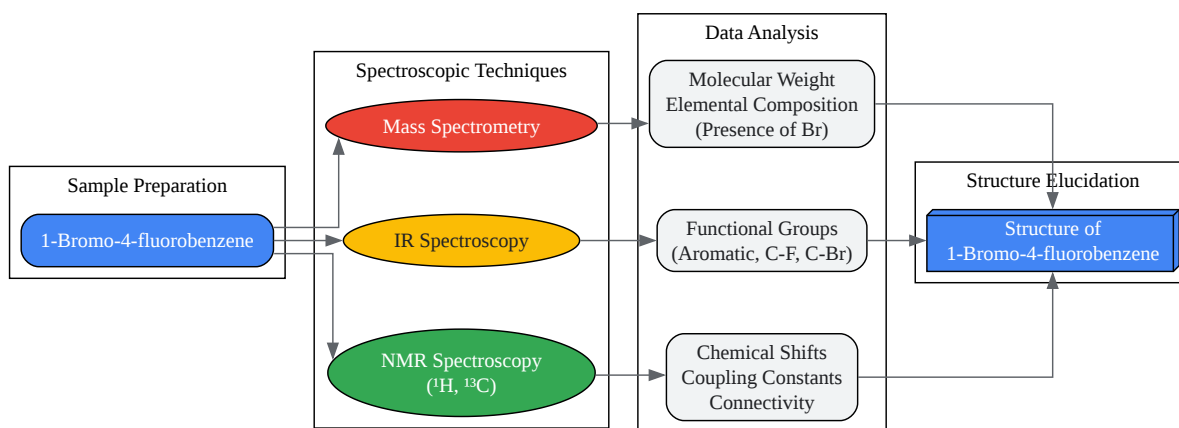 Sample Preparation
1-Bromo-4-fluorobenzene
Spectroscopic Techniques
Mass Spectrometry
IR Spectroscopy
NMR Spectroscopy
(¹H, ¹³C)
Data Analysis
Molecular Weight
Elemental Composition
(Presence of Br)
Functional Groups
(Aromatic, C-F, C-Br)
Chemical Shifts
Coupling Constants
Connectivity
Structure Elucidation
Structure of
1-Bromo-4-fluorobenzene